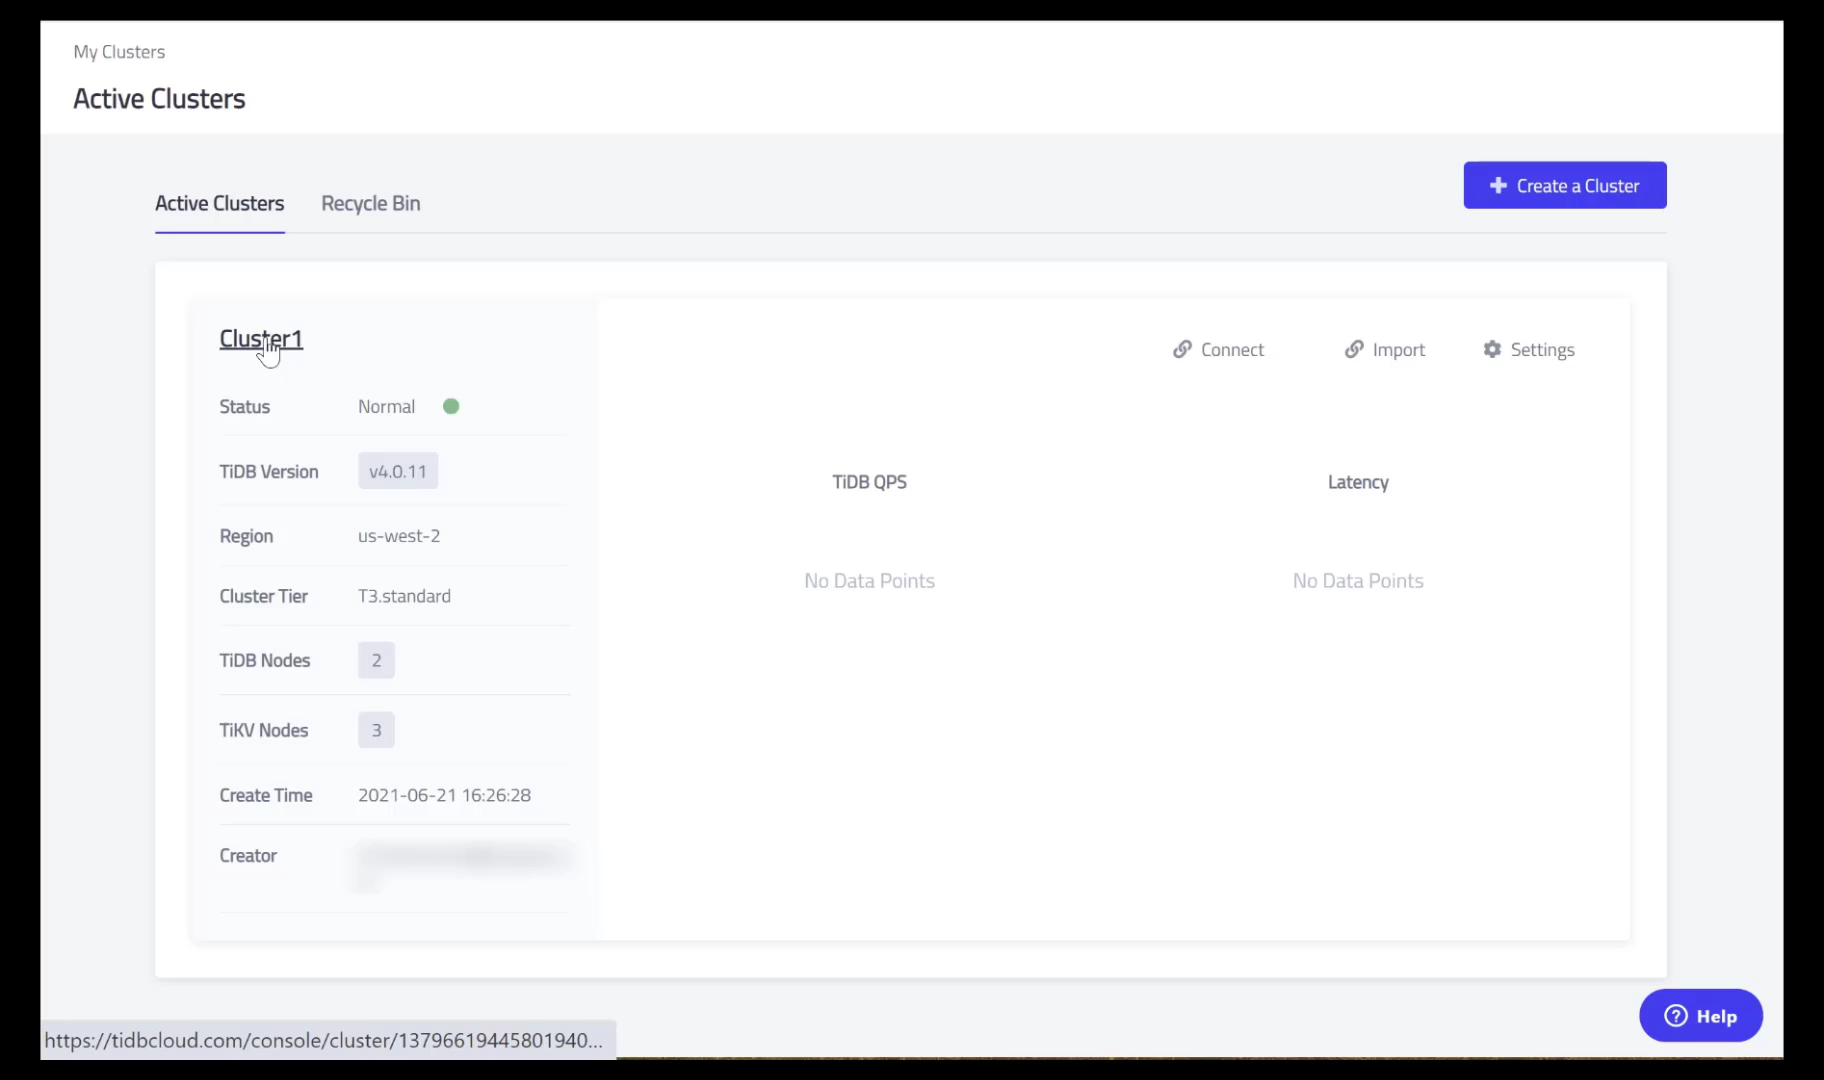 My Clusters
Active Clusters
Active Clusters
Recycle Bin
Create a Cluster
Cluster1
Connect
Import
Settings
Status Normal
TiDB Version v4.0.11
Region us-west-2
Cluster Tier T3.standard
TiDB Nodes 2
TiKV Nodes 3
Create Time 2021-06-21 16:26:28
Creator
TiDB QPS
No Data Points
Latency
No Data Points
Help
https://tidbcloud.com/console/cluster/13796619445801940...